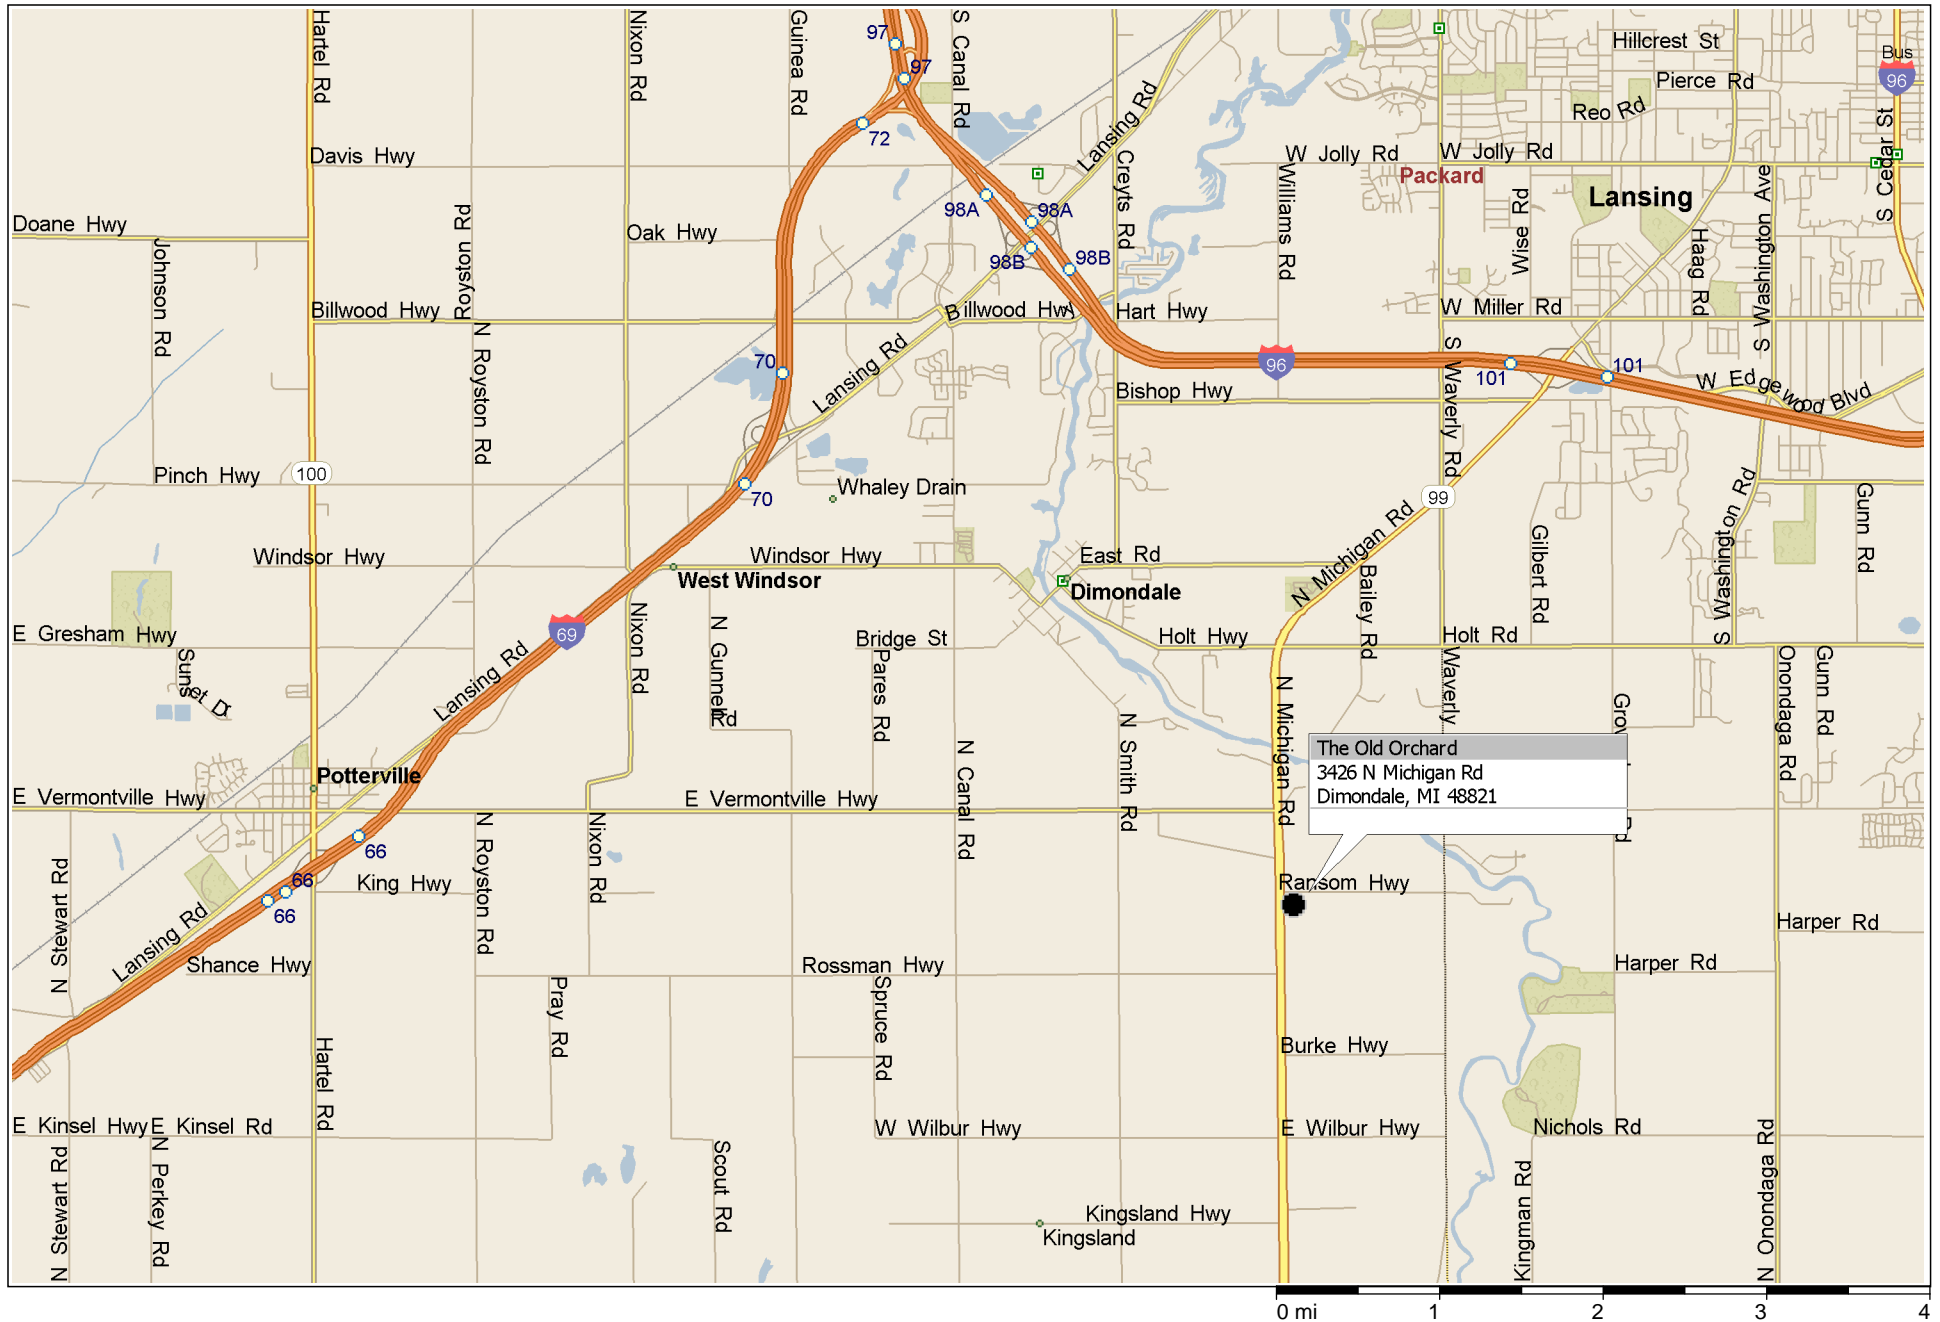 97
97
72
Hartel Rd
Nixon Rd
Guinea Rd
S Canal Rd
Lansing Rd
Hillcrest St
Pierce Rd
Reo Rd
Bus
96
S Cedar St
Davis Hwy
Creyts Rd
W Jolly Rd
W Jolly Rd
Packard
Lansing
Williams Rd
Wise Rd
Haag Rd
S Washington Ave
Doane Hwy
Johnson Rd
Royston Rd
Oak Hwy
98A
98A
98B
98B
Billwood Hwy
Billwood Hwy
Hart Hwy
W Miller Rd
N Royston Rd
70
Lansing Rd
96
101
101
S Waverly Rd
W Edgewood Blvd
Bishop Hwy
Pinch Hwy
100
70
Whaley Drain
99
N Michigan Rd
Gilbert Rd
S Washington Rd
Gunn Rd
Windsor Hwy
Windsor Hwy
West Windsor
East Rd
Dimondale
Bailey Rd
E Gresham Hwy
Sunset Dr
69
Lansing Rd
Nixon Rd
N Gunnell Rd
Bridge St
Pares Rd
Holt Hwy
Holt Rd
Waverly
N Michigan Rd
Onondaga Rd
Gunn Rd
N Canal Rd
N Smith Rd
The Old Orchard
3426 N Michigan Rd
Dimondale, MI 48821
Potterville
E Vermontville Hwy
E Vermontville Hwy
66
66
66
King Hwy
N Royston Rd
Nixon Rd
Ransom Hwy
N Stewart Rd
Lansing Rd
Shance Hwy
Rossman Hwy
Harper Rd
Harper Rd
Pray Rd
Spruce Rd
Hartel Rd
Burke Hwy
E Kinsel Hwy
E Kinsel Rd
W Wilbur Hwy
E Wilbur Hwy
Nichols Rd
N Stewart Rd
N Perkey Rd
Scout Rd
Kingsland Hwy
Kingsland
Kingman Rd
N Onondaga Rd
0 mi 1 2 3 4